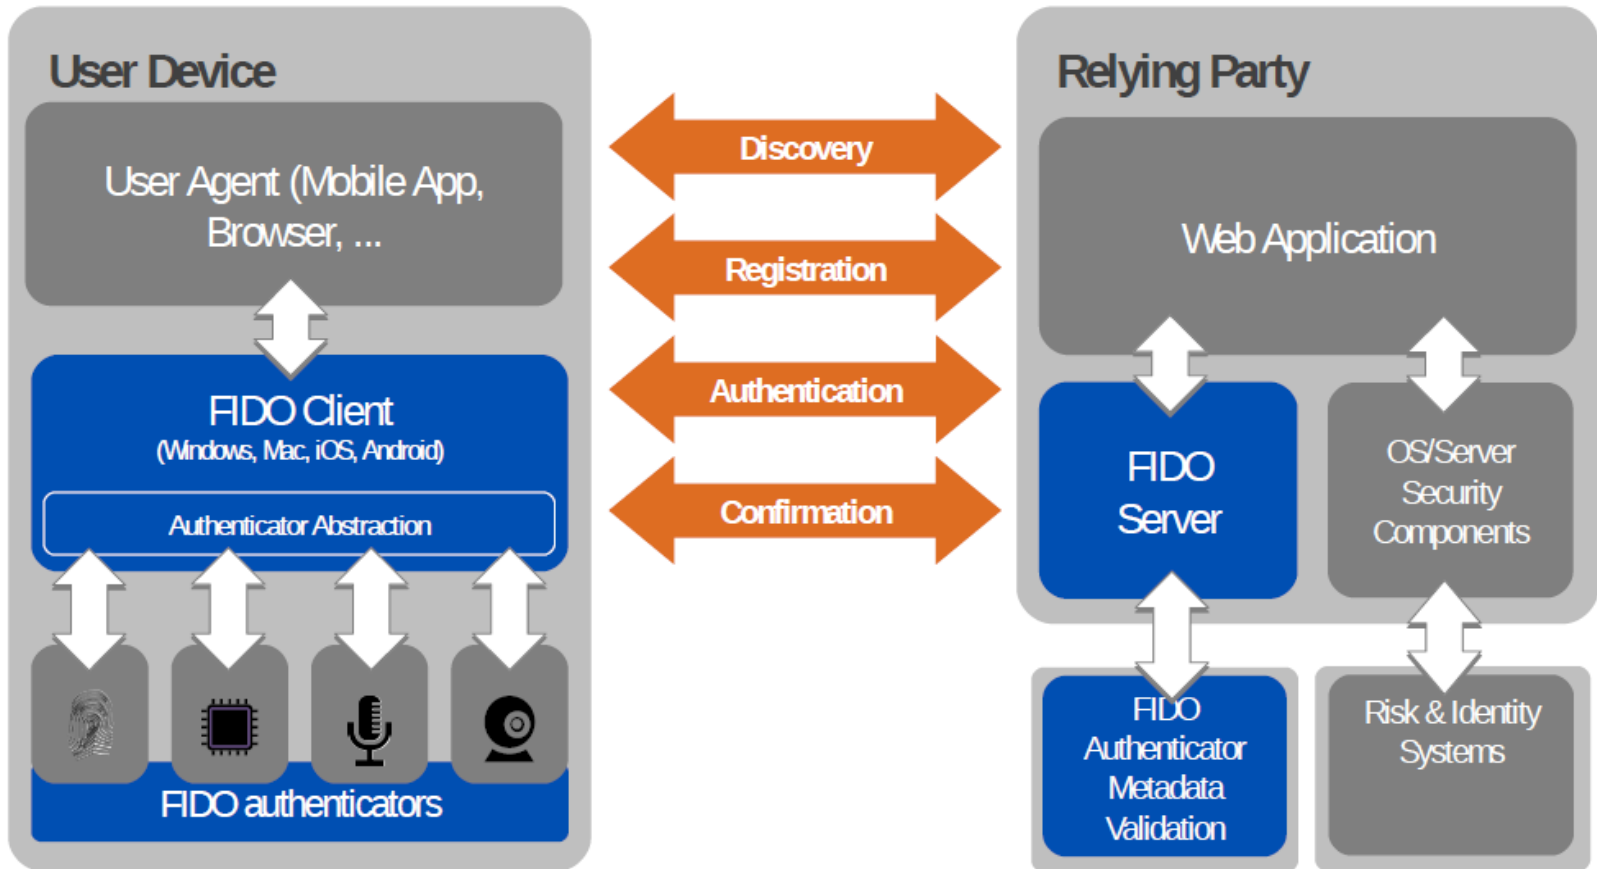 User Device
User Agent (Mobile App,
Browser, ...
FIDO Client
(Windows, Mac, iOS, Android)
Authenticator Abstraction
FIDO authenticators
Discovery
Registration
Authentication
Confirmation
Relying Party
Web Application
FIDO
Server
OS/Server
Security
Components
FIDO
Authenticator
Metadata
Validation
Risk & Identity
Systems